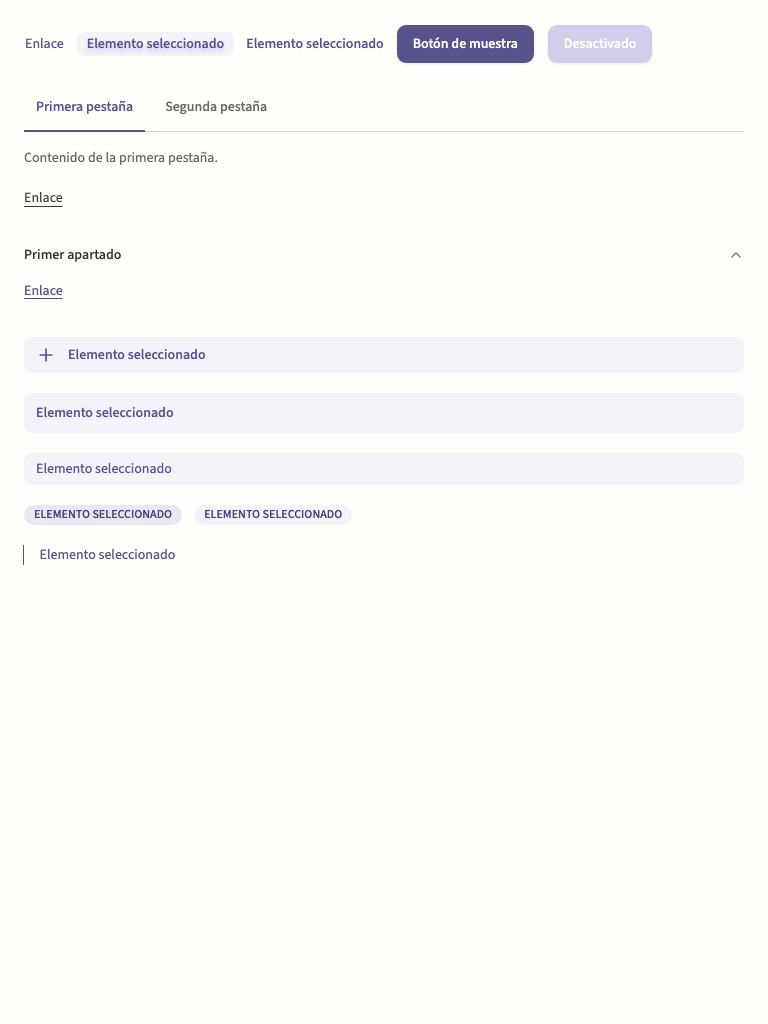 Enlace Elemento seleccionado Elemento seleccionado Botón de muestra Desactivado
Primera pestaña Segunda pestaña
Contenido de la primera pestaña.
Enlace
Primer apartado
Enlace
Elemento seleccionado
Elemento seleccionado
Elemento seleccionado
ELEMENTO SELECCIONADO ELEMENTO SELECCIONADO
Elemento seleccionado